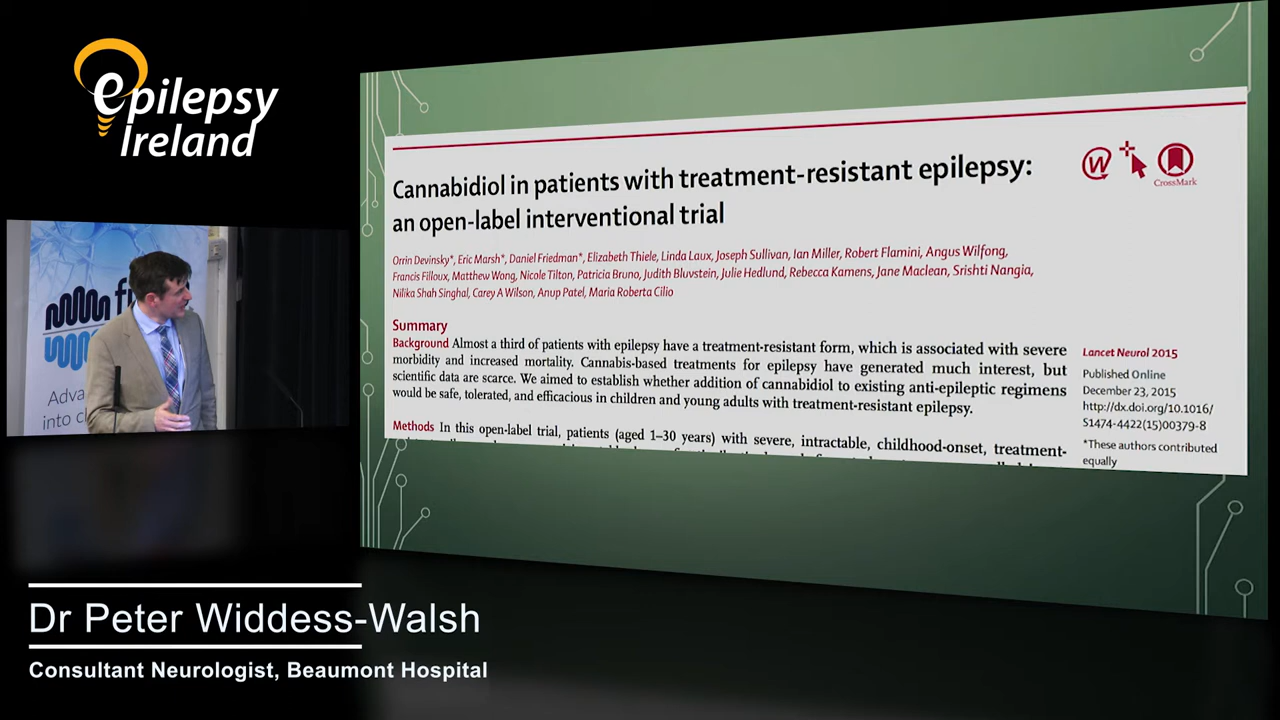 epilepsy
Ireland
Adva
into c
Cannabidiol in patients with treatment-resistant epilepsy:
an open-label interventional trial
CrossMark
Orrin Devinsky*, Eric Marsh*, Daniel Friedman*, Elizabeth Thiele, Linda Laux, Joseph Sullivan, Ian Miller, Robert Flamini, Angus Wilfong,
Francis Filloux, Matthew Wong, Nicole Tilton, Patricia Bruno, Judith Bluvstein, Julie Hedlund, Rebecca Kamens, Jane Maclean, Srishti Nangia,
Nilika Shah Singhal, Carey A Wilson, Anup Patel, Maria Roberta Cilio
Summary
Background Almost a third of patients with epilepsy have a treatment-resistant form, which is associated with severe
morbidity and increased mortality. Cannabis-based treatments for epilepsy have generated much interest, but
scientific data are scarce. We aimed to establish whether addition of cannabidiol to existing anti-epileptic regimens
would be safe, tolerated, and efficacious in children and young adults with treatment-resistant epilepsy.
Methods In this open-label trial, patients (aged 1–30 years) with severe, intractable, childhood-onset, treatment-
Lancet Neurol 2015
Published Online
December 23, 2015
http://dx.doi.org/10.1016/
S1474-4422(15)00379-8
*These authors contributed
equally
Dr Peter Widdess-Walsh
Consultant Neurologist, Beaumont Hospital